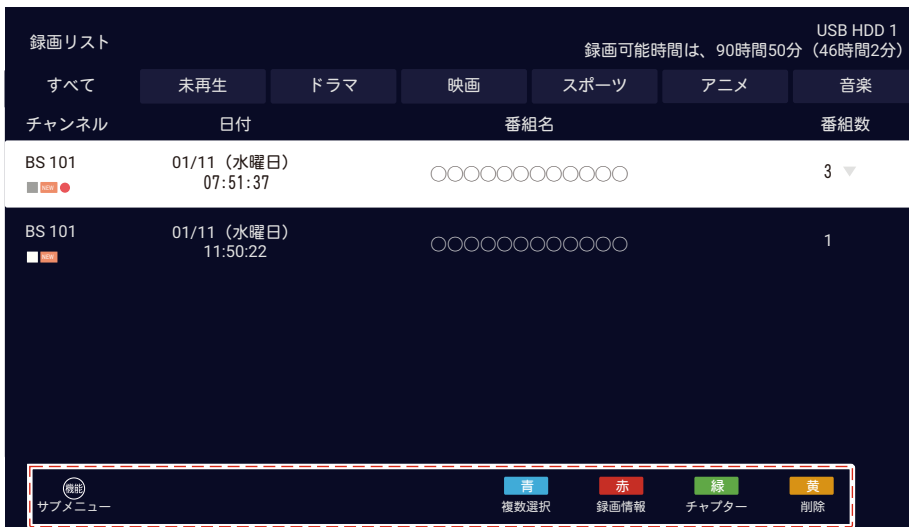 録画リスト
USB HDD 1
録画可能時間は、90時間50分（46時間2分）
すべて 未再生 ドラマ 映画 スポーツ アニメ 音楽
チャンネル 日付 番組名 番組数
BS 101 01/11（水曜日） ○○○○○○○○○○○○ 3
NEW 07:51:37
BS 101 01/11（水曜日） ○○○○○○○○○○○○ 1
NEW 11:50:22
機能 青 赤 緑 黄
サブメニュー 複数選択 録画情報 チャプター 削除